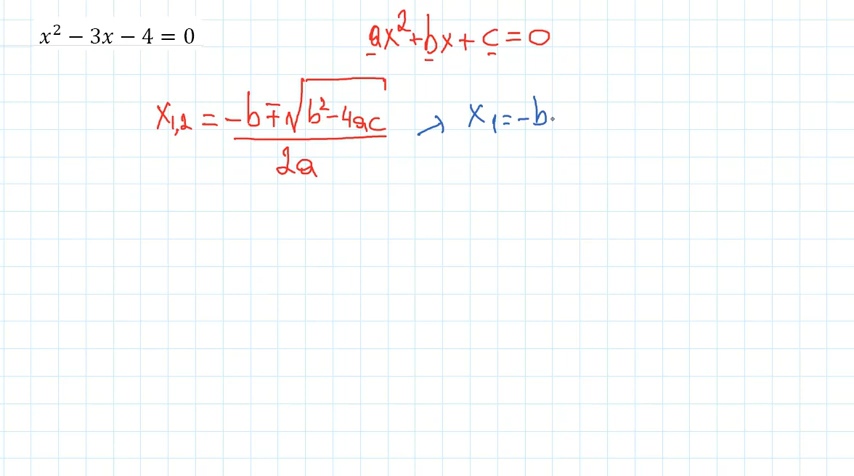 x² − 3x − 4 = 0
ax² + bx + c = 0
x₁,₂ = (−b ∓ √(b² − 4ac)) / 2a → x₁ = −b